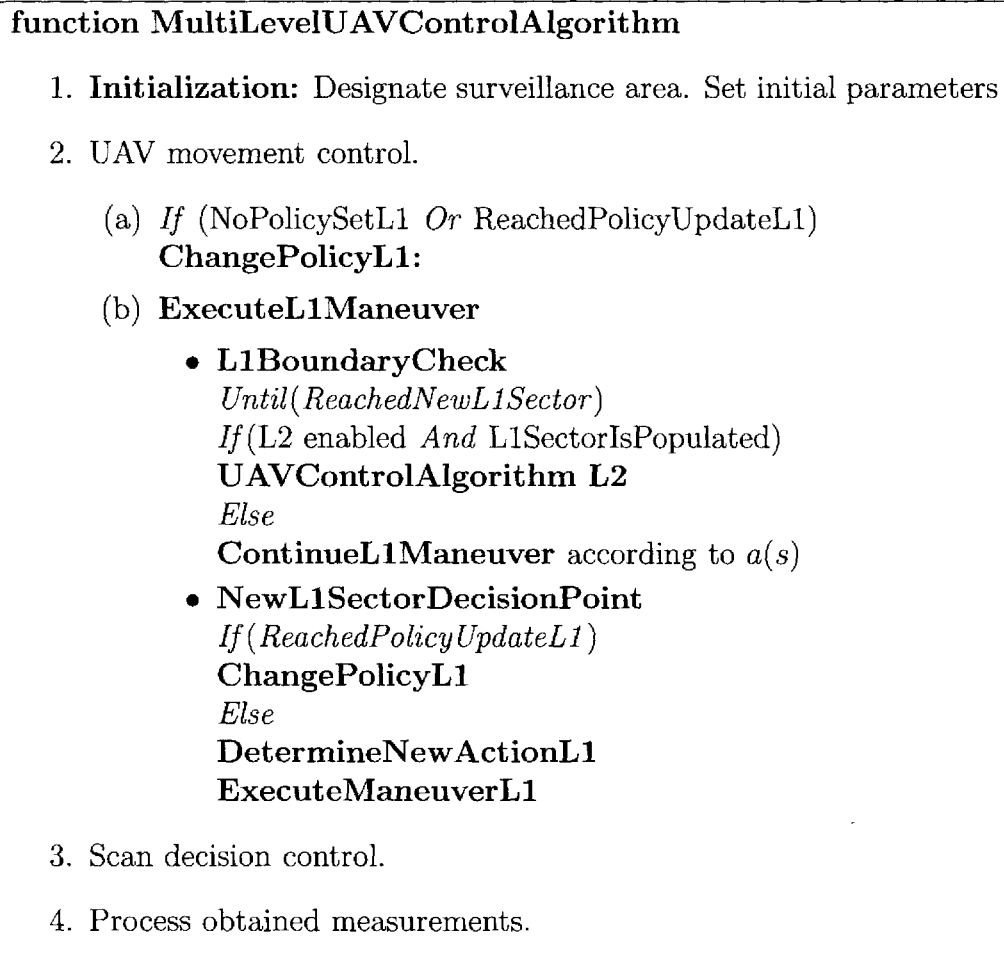 function MultiLevelUAVControlAlgorithm
1. Initialization: Designate surveillance area. Set initial parameters
2. UAV movement control.
(a) If (NoPolicySetL1 Or ReachedPolicyUpdateL1)
ChangePolicyL1:
(b) ExecuteL1Maneuver
• L1BoundaryCheck
Until(ReachedNewL1Sector)
If(L2 enabled And L1SectorIsPopulated)
UAVControlAlgorithm L2
Else
ContinueL1Maneuver according to a(s)
• NewL1SectorDecisionPoint
If(ReachedPolicyUpdateL1)
ChangePolicyL1
Else
DetermineNewActionL1
ExecuteManeuverL1
3. Scan decision control.
4. Process obtained measurements.